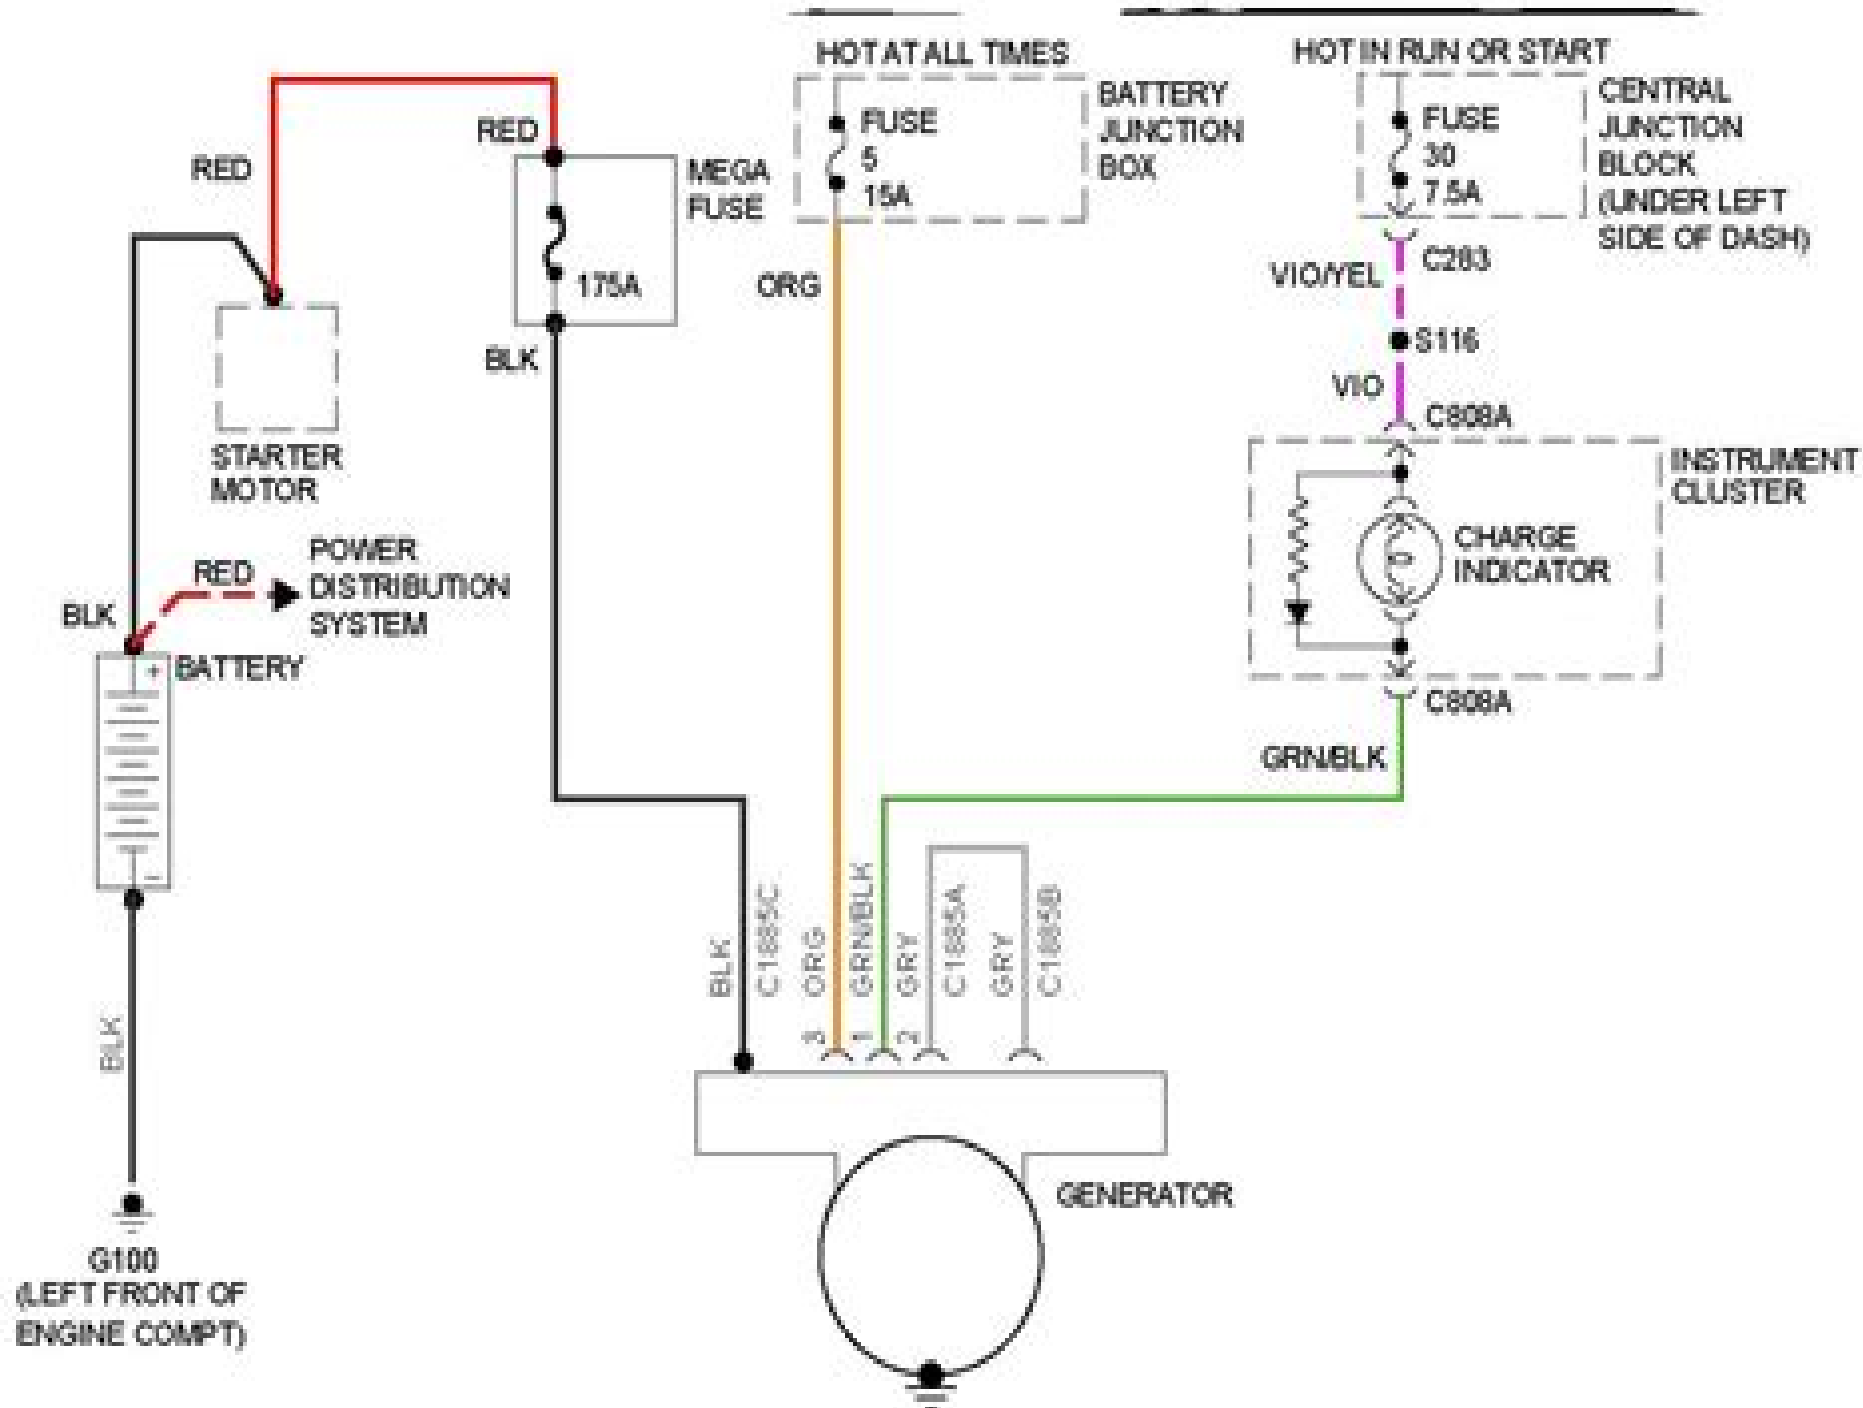 HOT AT ALL TIMES
HOT IN RUN OR START
BATTERY
JUNCTION
BOX
FUSE
5
15A
CENTRAL
JUNCTION
BLOCK
(UNDER LEFT
SIDE OF DASH)
FUSE
30
7.5A
RED
RED
MEGA
FUSE
175A
BLK
ORG
VIO/YEL
C283
S116
VIO
C808A
INSTRUMENT
CLUSTER
CHARGE
INDICATOR
C808A
GRN/BLK
STARTER
MOTOR
RED
POWER
DISTRIBUTION
SYSTEM
BLK
+
BATTERY
-
BLK
G100
(LEFT FRONT OF
ENGINE COMPT)
BLK
C1885C
3 ORG
1 GRN/BLK
2 GRY
C1885A
GRY
C1885B
GENERATOR